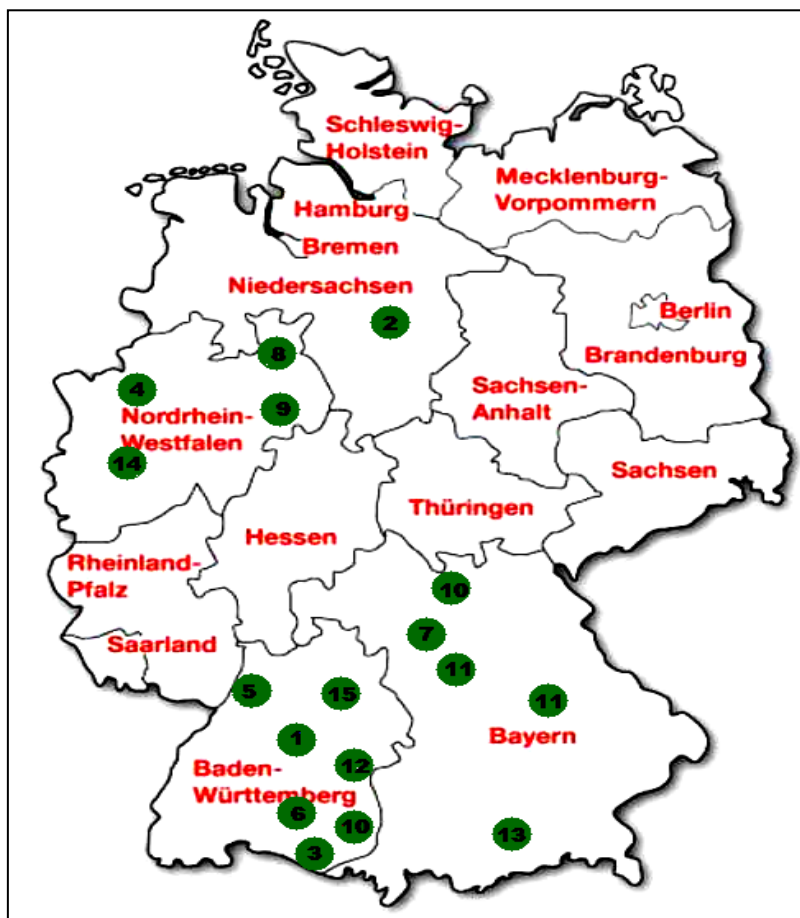 Schleswig-
Holstein
Mecklenburg-
Vorpommern
Hamburg
Bremen
Niedersachsen
2
Berlin
Brandenburg
8
4
9
Nordrhein-
Westfalen
14
Sachsen-
Anhalt
Sachsen
Thüringen
Hessen
Rheinland-
Pfalz
Saarland
10
7
11
11
Bayern
5
15
1
12
Baden-
Württemberg
6
10
3
13